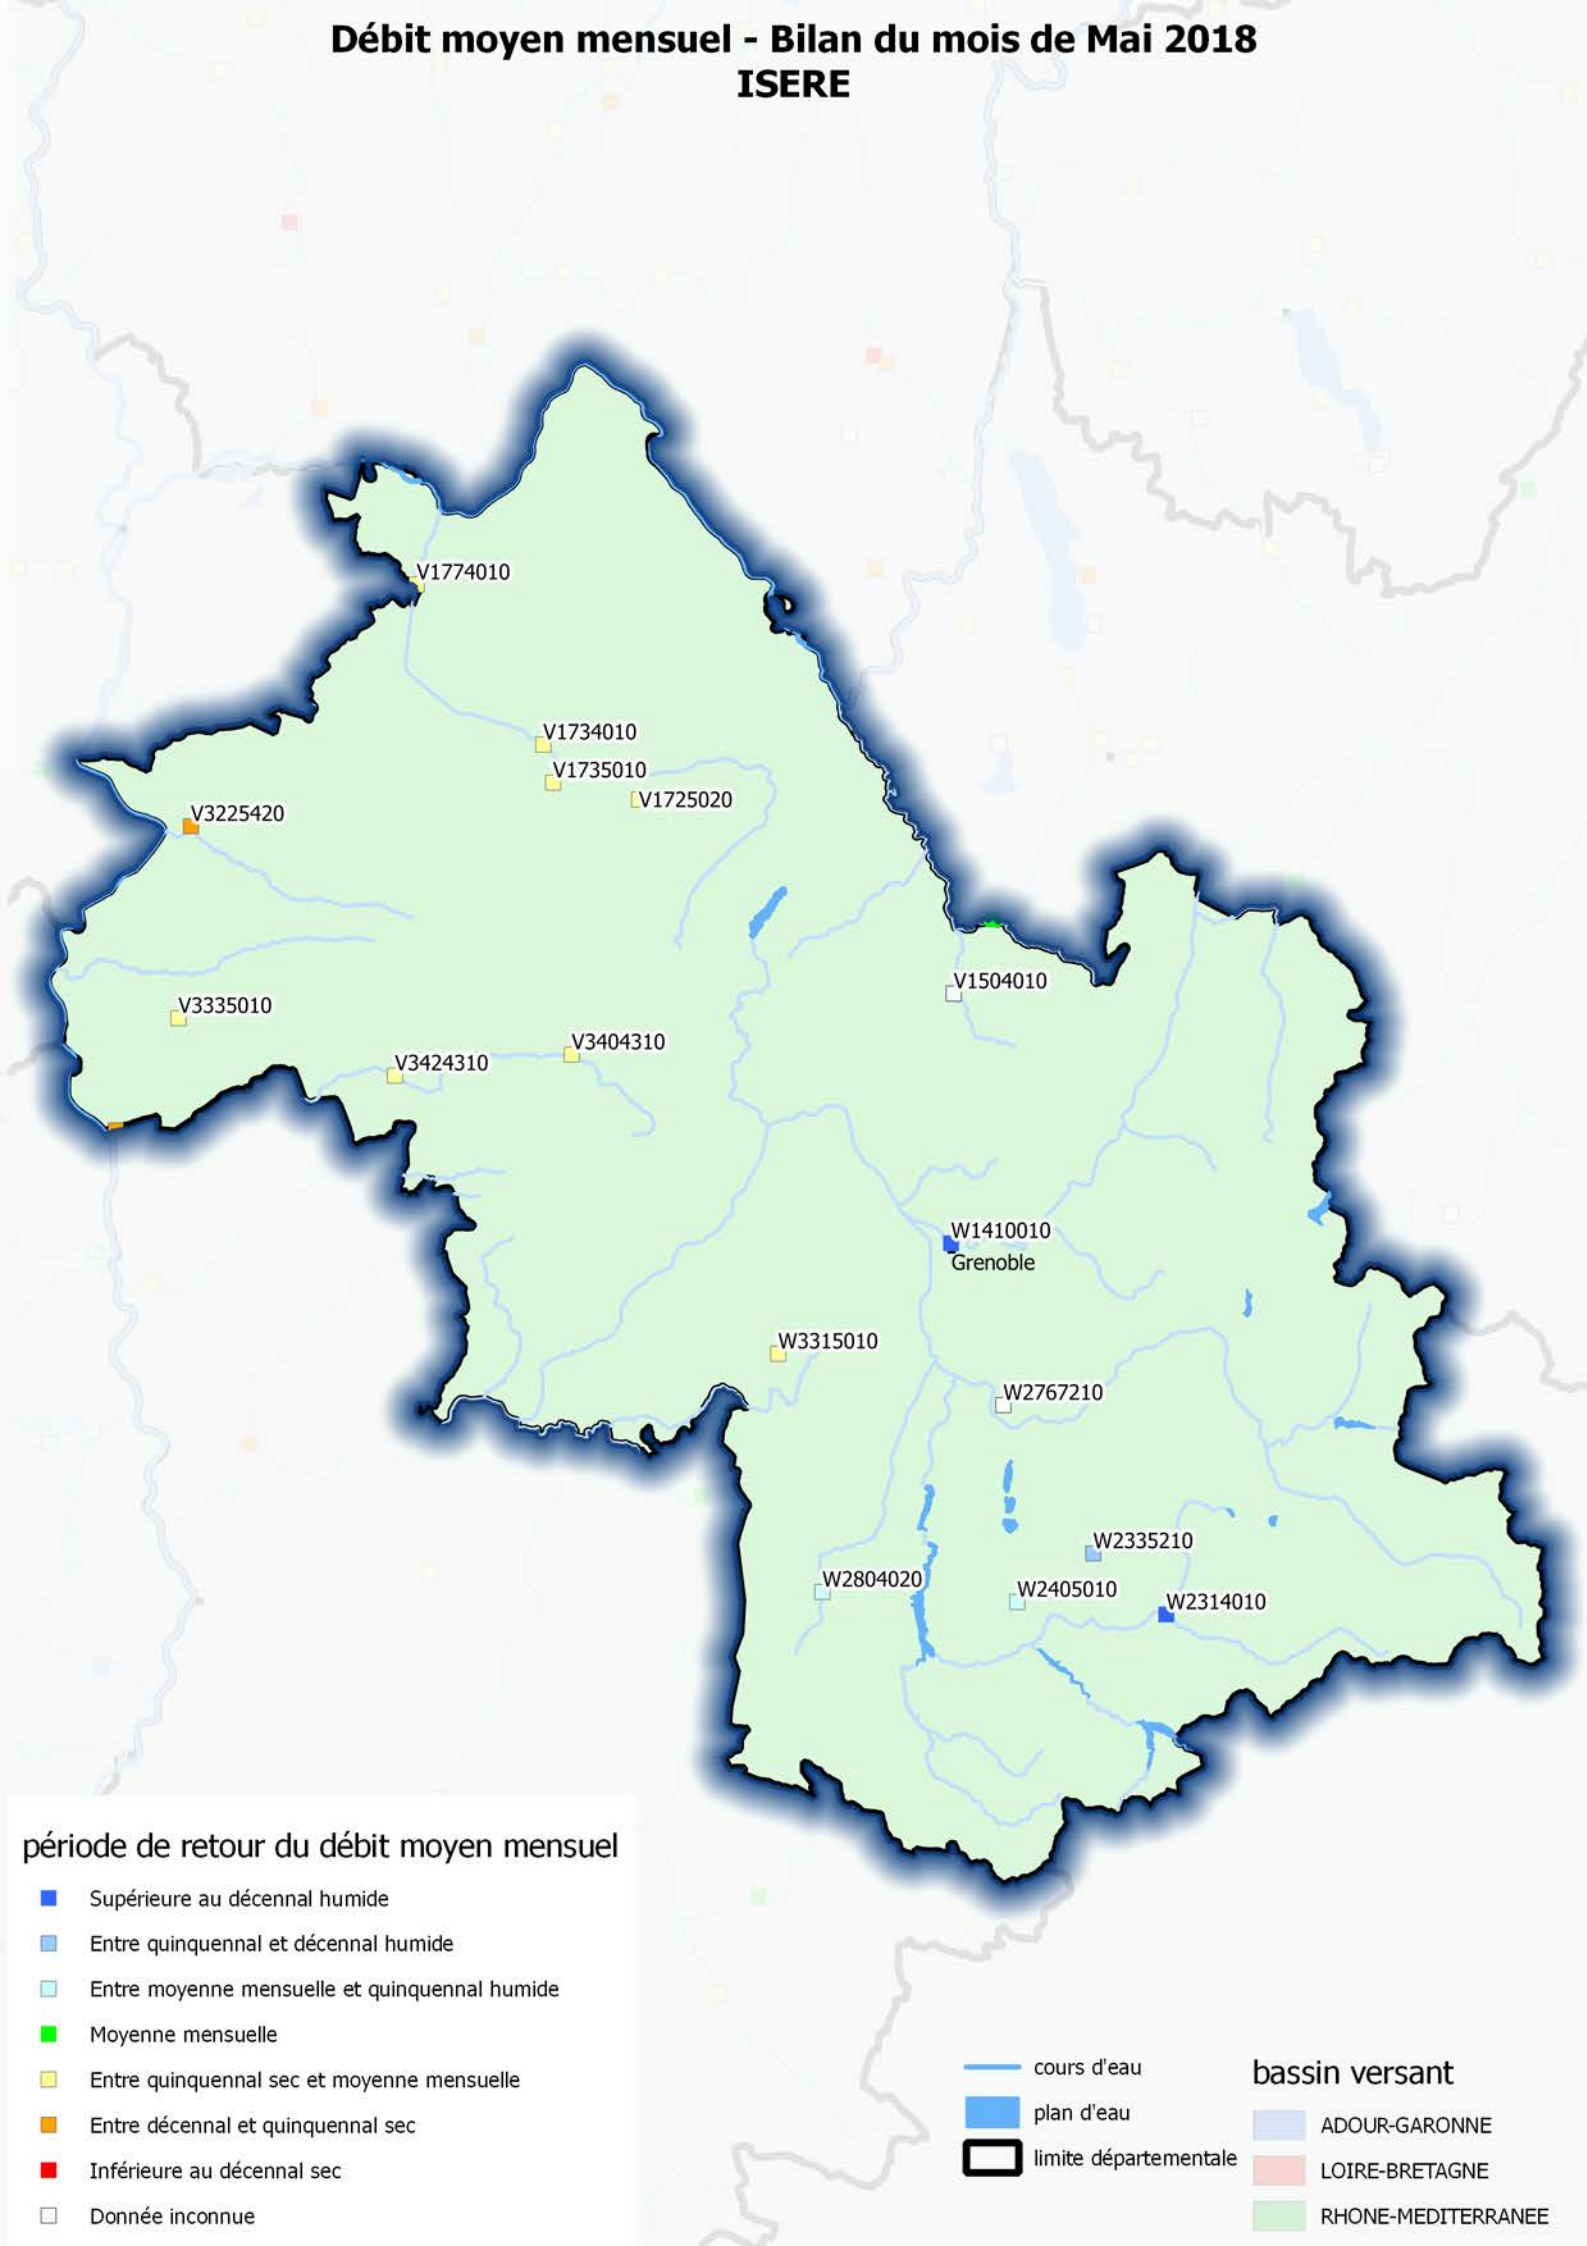 Débit moyen mensuel - Bilan du mois de Mai 2018
ISERE
V1774010
V1734010
V1735010
V1725020
V3225420
V1504010
V3335010
V3404310
V3424310
W1410010
Grenoble
W3315010
W2767210
W2335210
W2804020
W2405010
W2314010
période de retour du débit moyen mensuel
Supérieure au décennal humide
Entre quinquennal et décennal humide
Entre moyenne mensuelle et quinquennal humide
Moyenne mensuelle
Entre quinquennal sec et moyenne mensuelle
Entre décennal et quinquennal sec
Inférieure au décennal sec
Donnée inconnue
cours d'eau
plan d'eau
limite départementale
bassin versant
ADOUR-GARONNE
LOIRE-BRETAGNE
RHONE-MEDITERRANEE